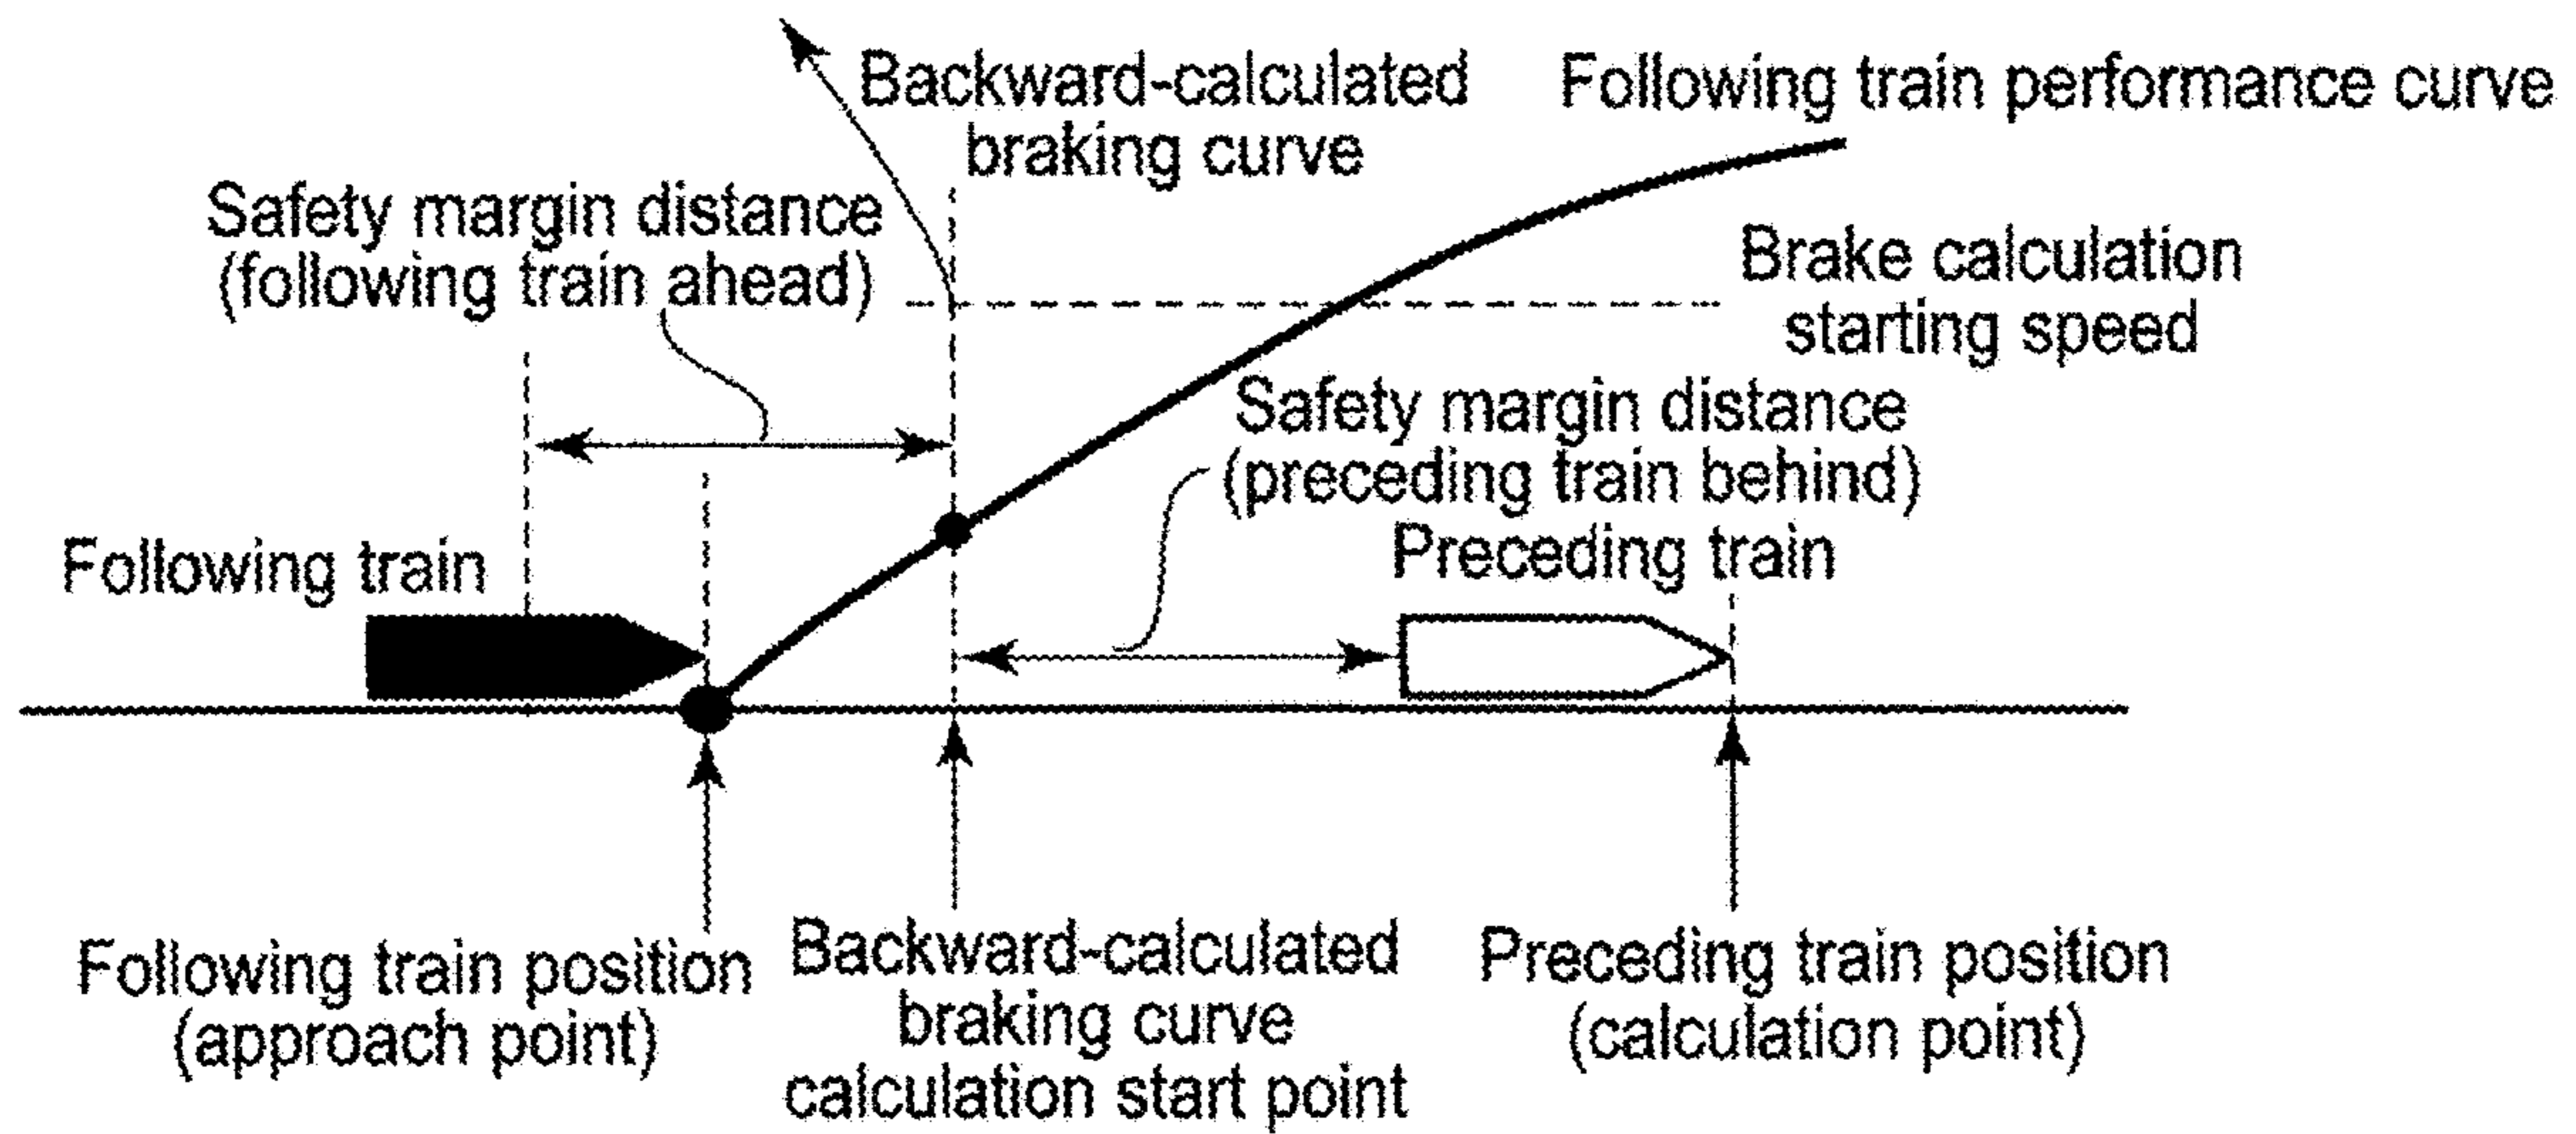 Backward-calculated
braking curve
Following train performance curve
Safety margin distance
(following train ahead)
Brake calculation
starting speed
Safety margin distance
(preceding train behind)
Following train
Preceding train
Following train position
(approach point)
Backward-calculated
braking curve
calculation start point
Preceding train position
(calculation point)